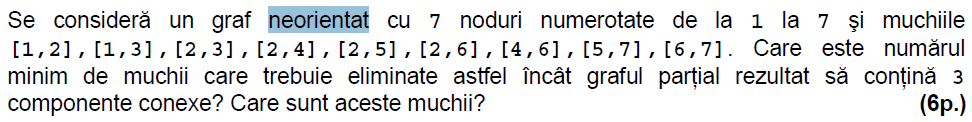 Se consideră un graf neorientat cu 7 noduri numerotate de la 1 la 7 şi muchiile
[1,2],[1,3],[2,3],[2,4],[2,5],[2,6],[4,6],[5,7],[6,7]. Care este numărul
minim de muchii care trebuie eliminate astfel încât graful parţial rezultat să conţină 3
componente conexe? Care sunt aceste muchii? (6p.)